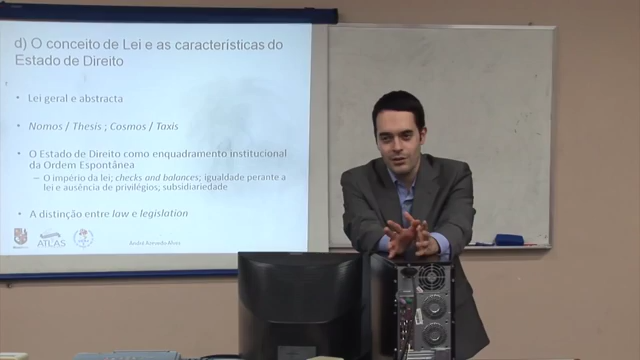 d) O conceito de Lei e as características do
Estado de Direito
• Lei geral e abstracta
• Nomos / Thesis ; Cosmos / Taxis
• O Estado de Direito como enquadramento institucional
da Ordem Espontânea
– O império da lei; checks and balances; igualdade perante a
lei e ausência de privilégios; subsidiariedade
• A distinção entre law e legislation
ATLAS
André Azevedo Alves